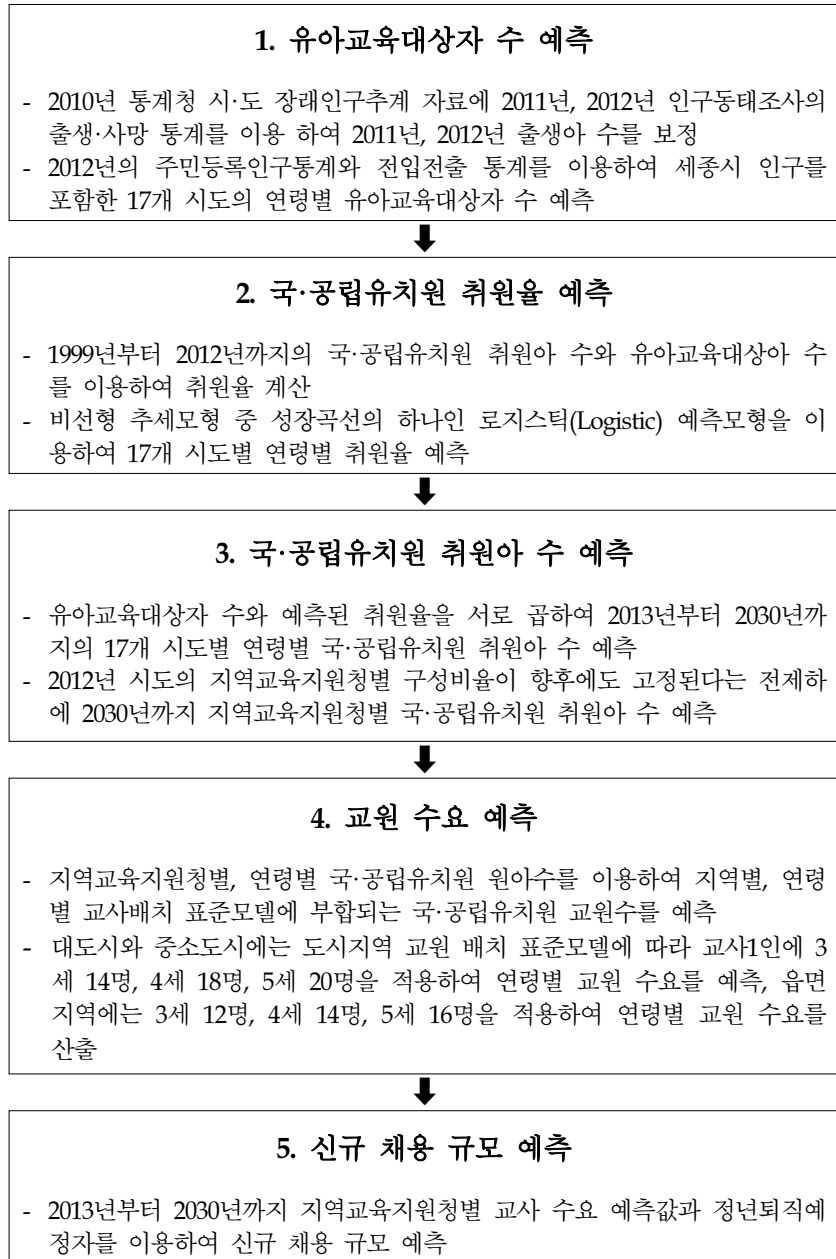 1. 유아교육대상자 수 예측
- 2010년 통계청 시·도 장래인구추계 자료에 2011년, 2012년 인구동태조사의
출생·사망 통계를 이용 하여 2011년, 2012년 출생아 수를 보정
- 2012년의 주민등록인구통계와 전입전출 통계를 이용하여 세종시 인구를
포함한 17개 시도의 연령별 유아교육대상자 수 예측
2. 국·공립유치원 취원율 예측
- 1999년부터 2012년까지의 국·공립유치원 취원아 수와 유아교육대상아 수
를 이용하여 취원율 계산
- 비선형 추세모형 중 성장곡선의 하나인 로지스틱(Logistic) 예측모형을 이
용하여 17개 시도별 연령별 취원율 예측
3. 국·공립유치원 취원아 수 예측
- 유아교육대상자 수와 예측된 취원율을 서로 곱하여 2013년부터 2030년까
지의 17개 시도별 연령별 국·공립유치원 취원아 수 예측
- 2012년 시도의 지역교육지원청별 구성비율이 향후에도 고정된다는 전제하
에 2030년까지 지역교육지원청별 국·공립유치원 취원아 수 예측
4. 교원 수요 예측
- 지역교육지원청별, 연령별 국·공립유치원 원아수를 이용하여 지역별, 연령
별 교사배치 표준모델에 부합되는 국·공립유치원 교원수를 예측
- 대도시와 중소도시에는 도시지역 교원 배치 표준모델에 따라 교사1인에 3
세 14명, 4세 18명, 5세 20명을 적용하여 연령별 교원 수요를 예측, 읍면
지역에는 3세 12명, 4세 14명, 5세 16명을 적용하여 연령별 교원 수요를
산출
5. 신규 채용 규모 예측
- 2013년부터 2030년까지 지역교육지원청별 교사 수요 예측값과 정년퇴직예
정자를 이용하여 신규 채용 규모 예측